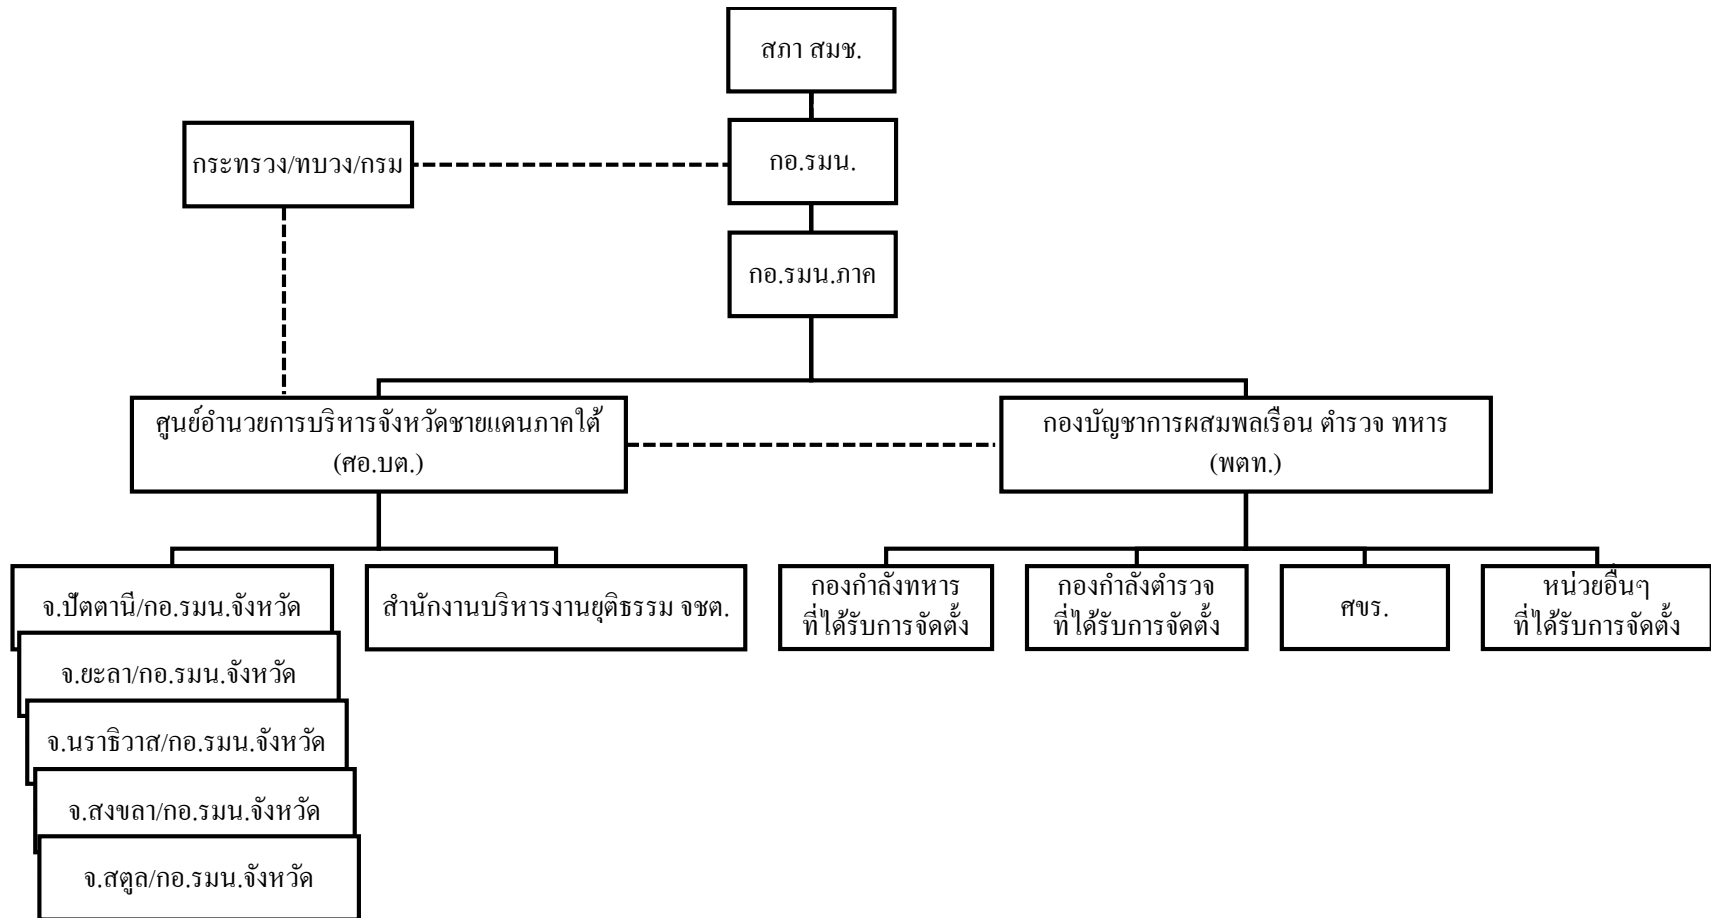 สภา สมช.
กระทรวง/ทบวง/กรม
กอ.รมน.
กอ.รมน.ภาค
ศูนย์อำนวยการบริหารจังหวัดชายแดนภาคใต้
(ศอ.บต.)
กองบัญชาการผสมพลเรือน ตำรวจ ทหาร
(พตท.)
จ.ปัตตานี/กอ.รมน.จังหวัด
จ.ยะลา/กอ.รมน.จังหวัด
จ.นราธิวาส/กอ.รมน.จังหวัด
จ.สงขลา/กอ.รมน.จังหวัด
จ.สตูล/กอ.รมน.จังหวัด
สำนักงานบริหารงานยุติธรรม จชต.
กองกำลังทหาร
ที่ได้รับการจัดตั้ง
กองกำลังตำรวจ
ที่ได้รับการจัดตั้ง
ศขร.
หน่วยอื่นๆ
ที่ได้รับการจัดตั้ง